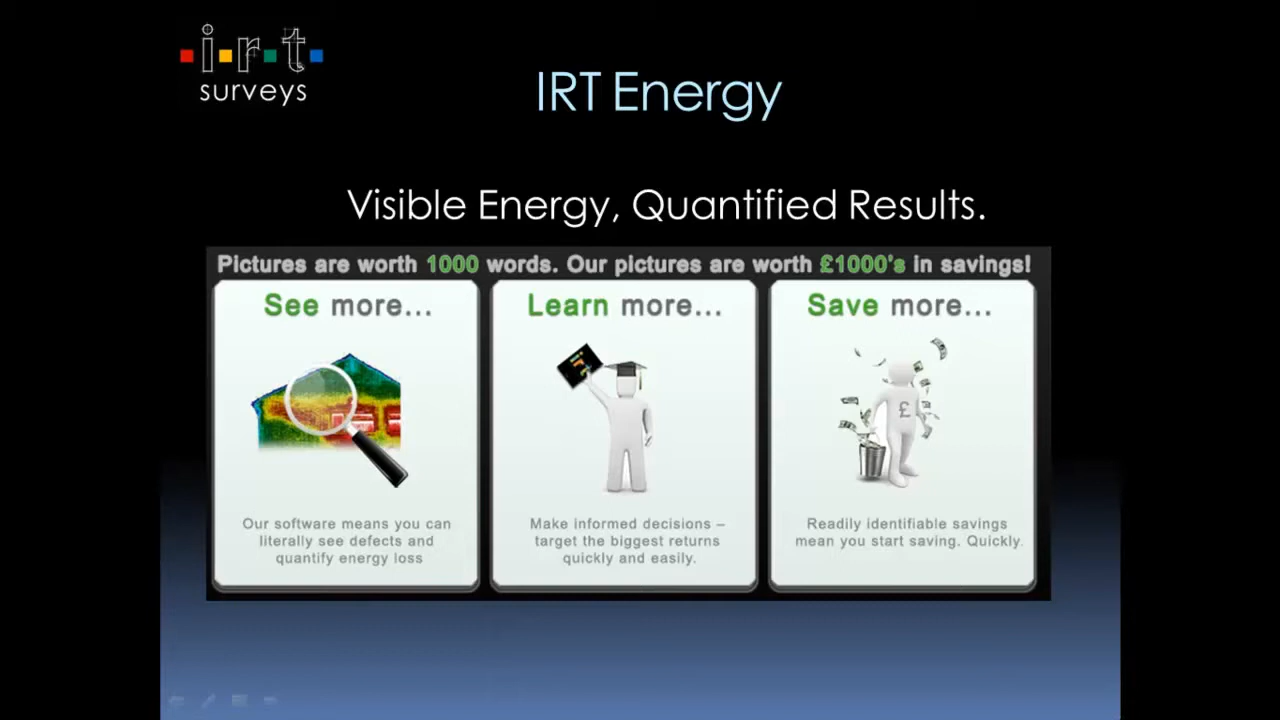 i.r.t
surveys
IRT Energy
Visible Energy, Quantified Results.
Pictures are worth 1000 words. Our pictures are worth £1000's in savings!
See more...
Our software means you can
literally see defects and
quantify energy loss
Learn more...
Make informed decisions –
target the biggest returns
quickly and easily.
Save more...
£
Readily identifiable savings
mean you start saving. Quickly.